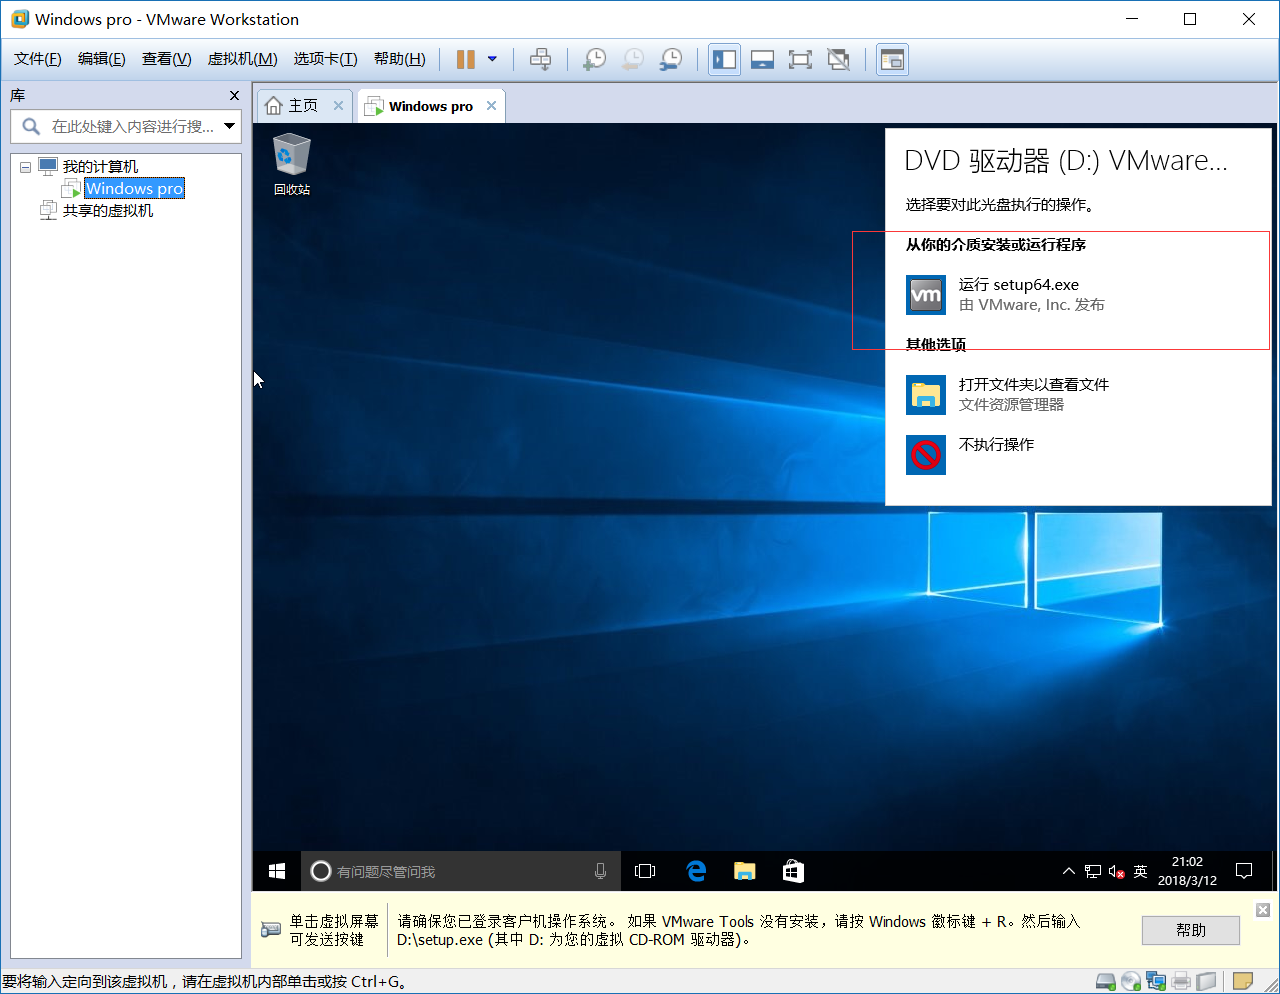 Windows pro - VMware Workstation
文件(F) 编辑(E) 查看(V) 虚拟机(M) 选项卡(T) 帮助(H)
库
在此处键入内容进行搜...
我的计算机
Windows pro
共享的虚拟机
主页
Windows pro
回收站
DVD 驱动器 (D:) VMware...
选择要对此光盘执行的操作。
从你的介质安装或运行程序
vm
运行 setup64.exe
由 VMware, Inc. 发布
其他选项
打开文件夹以查看文件
文件资源管理器
不执行操作
有问题尽管问我
英
21:02
2018/3/12
单击虚拟屏幕
可发送按键
请确保您已登录客户机操作系统。 如果 VMware Tools 没有安装，请按 Windows 徽标键 + R。然后输入
D:\setup.exe (其中 D: 为您的虚拟 CD-ROM 驱动器)。
帮助
要将输入定向到该虚拟机，请在虚拟机内部单击或按 Ctrl+G。